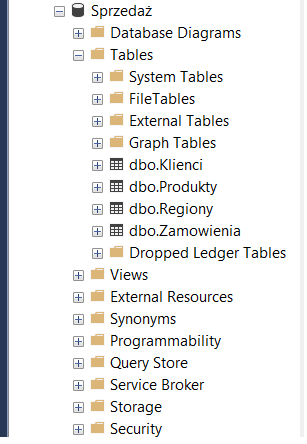 Sprzedaż
Database Diagrams
Tables
System Tables
FileTables
External Tables
Graph Tables
dbo.Klienci
dbo.Produkty
dbo.Regiony
dbo.Zamowienia
Dropped Ledger Tables
Views
External Resources
Synonyms
Programmability
Query Store
Service Broker
Storage
Security